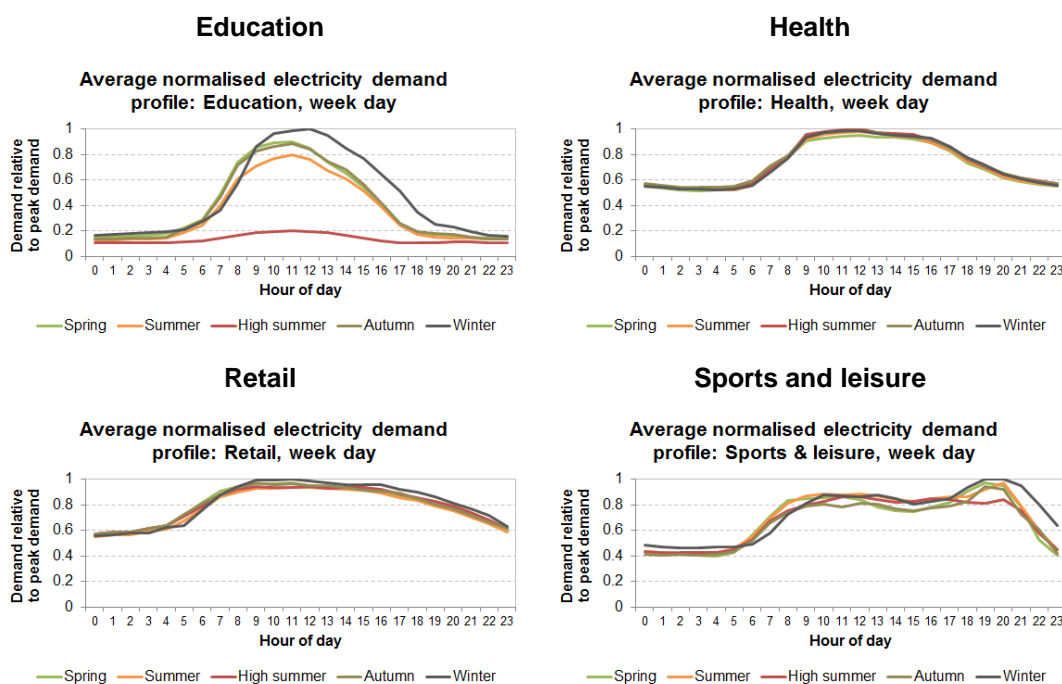 Education
Average normalised electricity demand
profile: Education, week day
Demand relative
to peak demand
1
0.8
0.6
0.4
0.2
0
0 1 2 3 4 5 6 7 8 9 10 11 12 13 14 15 16 17 18 19 20 21 22 23
Hour of day
Spring Summer High summer Autumn Winter
Health
Average normalised electricity demand
profile: Health, week day
Demand relative
to peak demand
1
0.8
0.6
0.4
0.2
0
0 1 2 3 4 5 6 7 8 9 10 11 12 13 14 15 16 17 18 19 20 21 22 23
Hour of day
Spring Summer High summer Autumn Winter
Retail
Average normalised electricity demand
profile: Retail, week day
Demand relative
to peak demand
1
0.8
0.6
0.4
0.2
0
0 1 2 3 4 5 6 7 8 9 10 11 12 13 14 15 16 17 18 19 20 21 22 23
Hour of day
Spring Summer High summer Autumn Winter
Sports and leisure
Average normalised electricity demand
profile: Sports & leisure, week day
Demand relative
to peak demand
1
0.8
0.6
0.4
0.2
0
0 1 2 3 4 5 6 7 8 9 10 11 12 13 14 15 16 17 18 19 20 21 22 23
Hour of day
Spring Summer High summer Autumn Winter